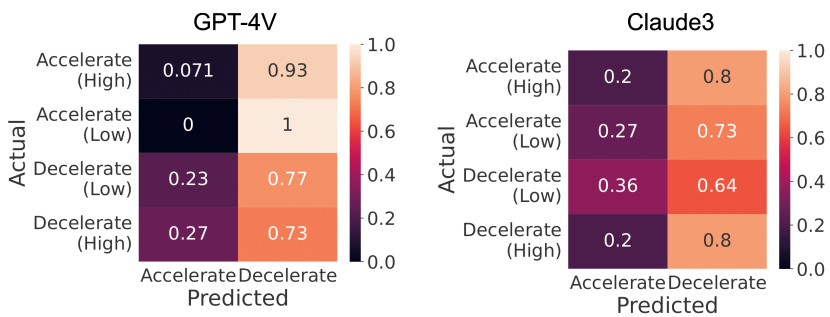 GPT-4V
Accelerate
(High)
Accelerate
(Low)
Decelerate
(Low)
Decelerate
(High)
Actual
0.071 0.93
0 1
0.23 0.77
0.27 0.73
Accelerate Decelerate
Predicted
1.0
0.8
0.6
0.4
0.2
0.0
Claude3
Accelerate
(High)
Accelerate
(Low)
Decelerate
(Low)
Decelerate
(High)
Actual
0.2 0.8
0.27 0.73
0.36 0.64
0.2 0.8
Accelerate Decelerate
Predicted
1.0
0.8
0.6
0.4
0.2
0.0